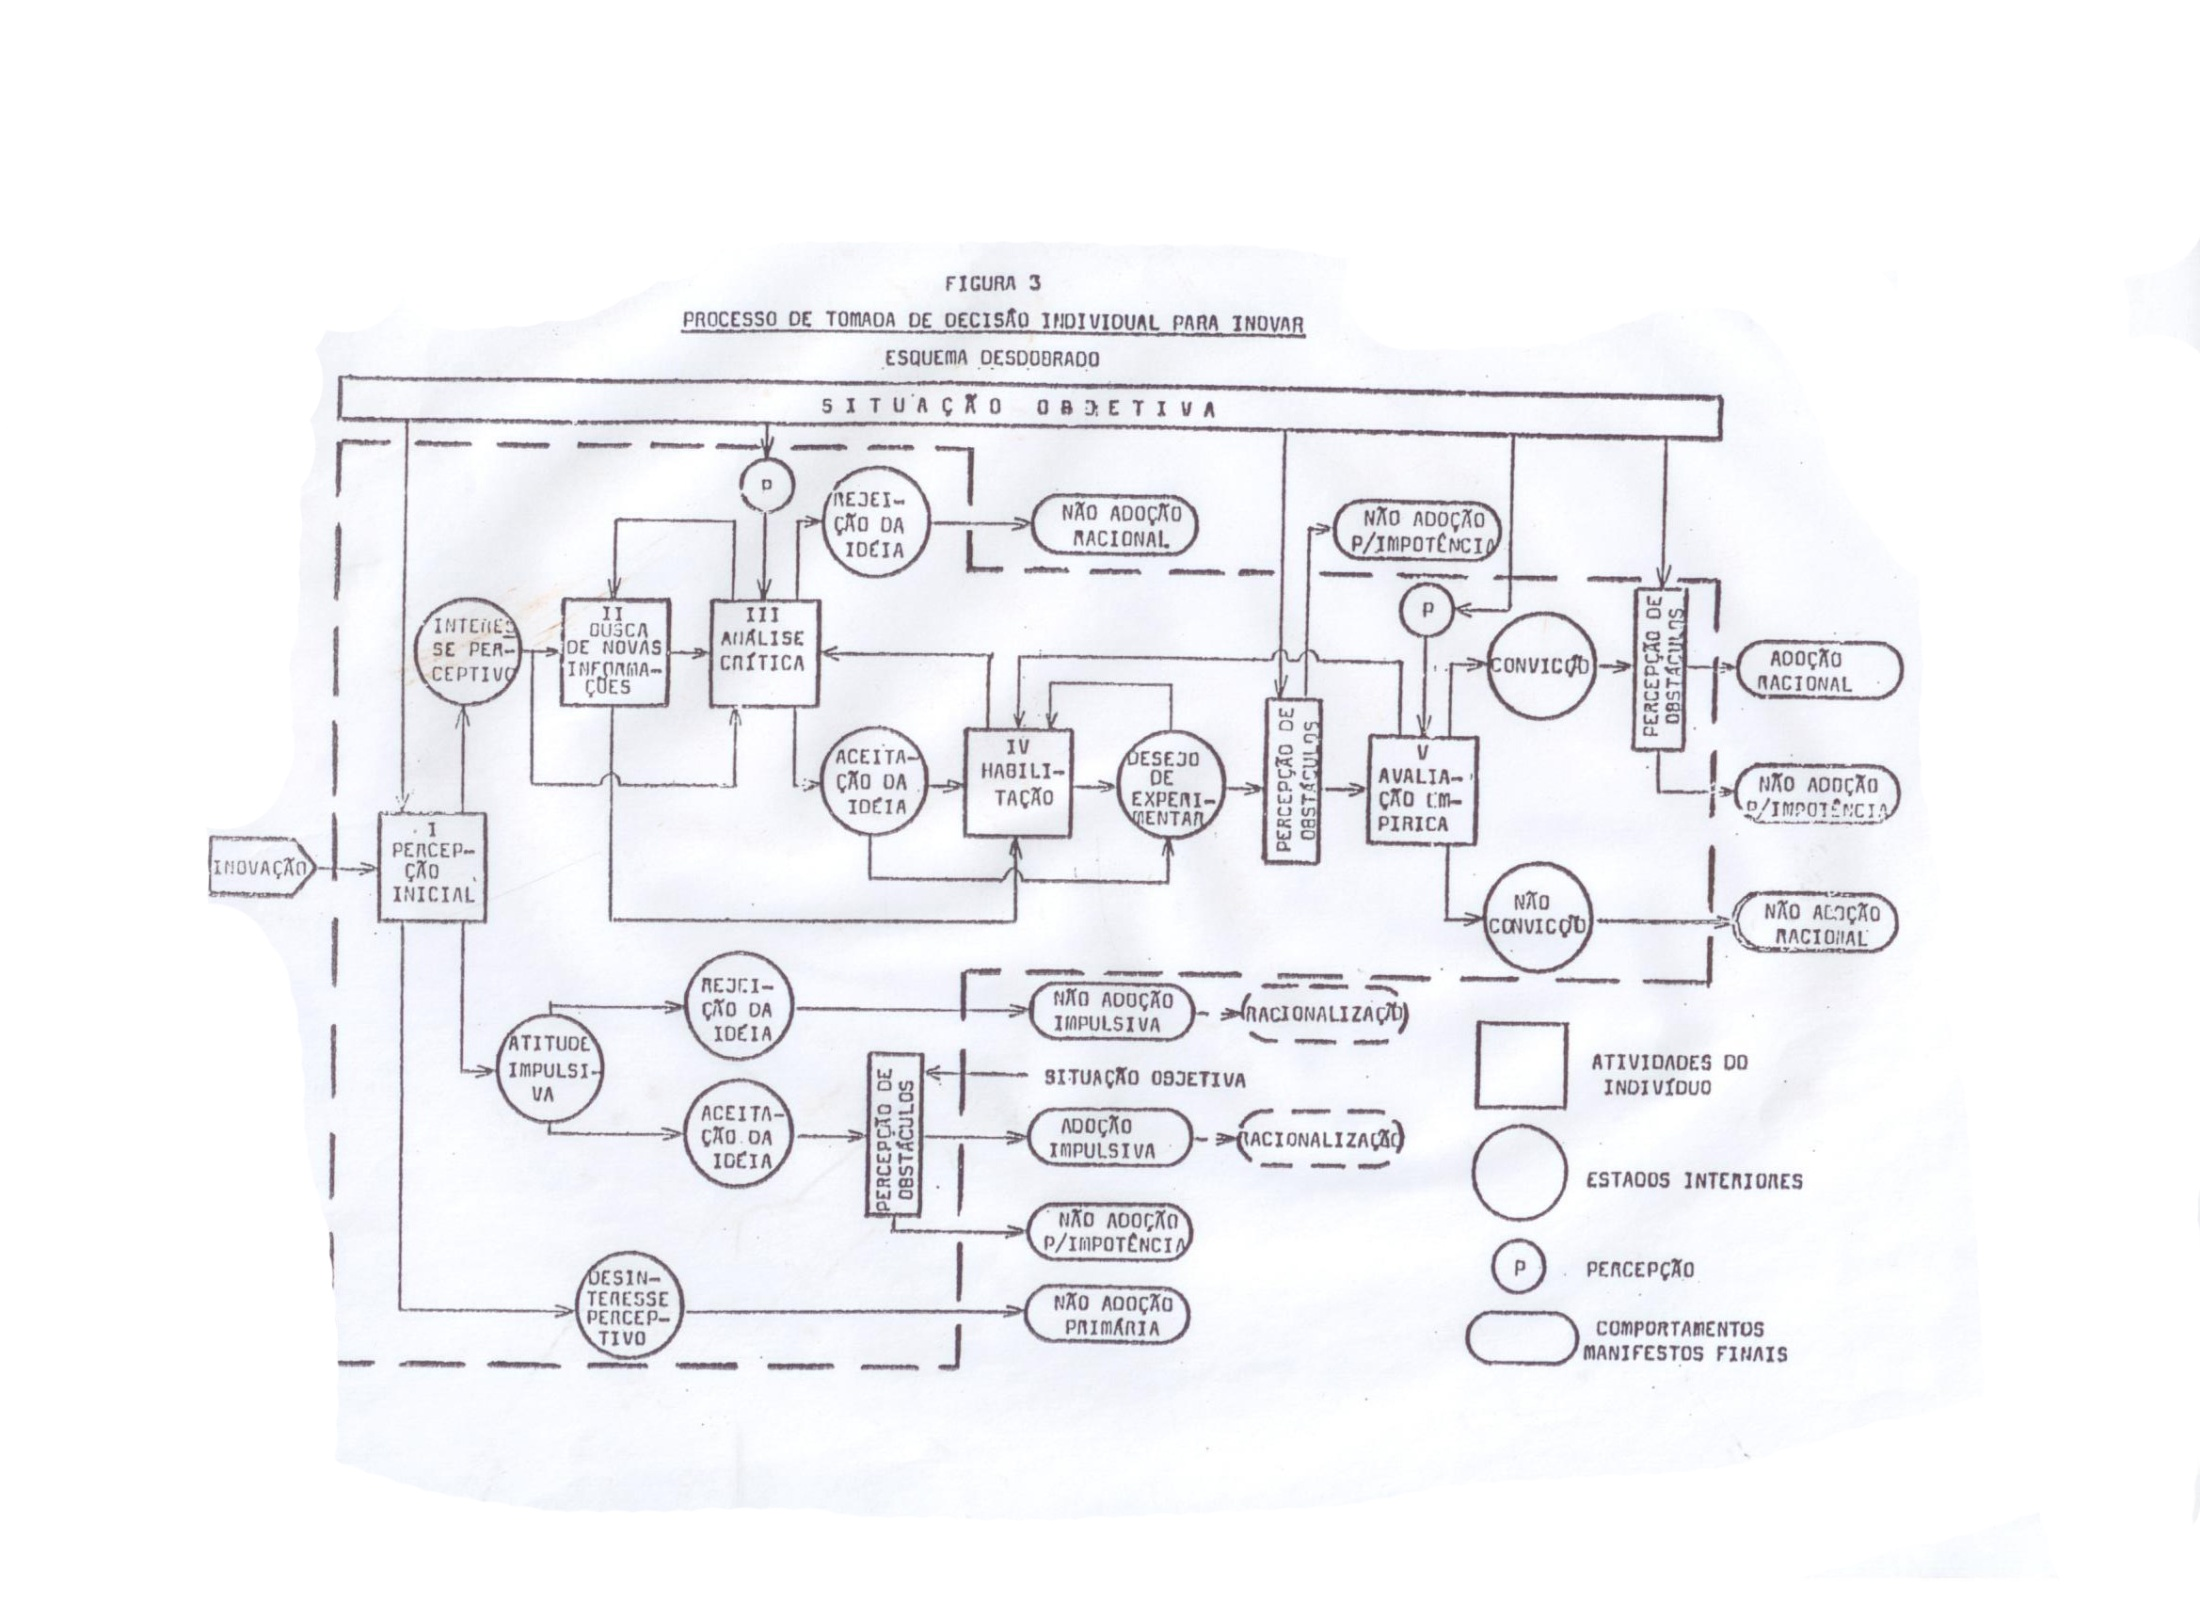 FIGURA 3
PROCESSO DE TOMADA DE DECISÃO INDIVIDUAL PARA INOVAR
ESQUEMA DESDOBRADO
SITUAÇÃO OBJETIVA
P
REJEI-
ÇÃO DA
IDÉIA
NÃO ADOÇÃO
RACIONAL
NÃO ADOÇÃO
P/IMPOTÊNCIA
INTERES
SE PER-
CEPTIVO
II
BUSCA
DE NOVAS
INFORMA-
ÇÕES
III
ANÁLISE
CRÍTICA
P
CONVICÇÃO
PERCEPÇÃO DE
OBSTÁCULOS
ADOÇÃO
RACIONAL
ACEITA-
ÇÃO DA
IDÉIA
IV
HABILI-
TAÇÃO
DESEJO
DE
EXPERI-
MENTAR
PERCEPÇÃO DE
OBSTÁCULOS
V
AVALIA-
ÇÃO EM-
PIRICA
NÃO ADOÇÃO
P/IMPOTÊNCIA
INOVAÇÃO
I
PERCEP-
ÇÃO
INICIAL
NÃO
CONVICÇÃO
NÃO ADOÇÃO
RACIONAL
ATITUDE
IMPULSI-
VA
REJEI-
ÇÃO DA
IDÉIA
NÃO ADOÇÃO
IMPULSIVA
RACIONALIZAÇÃO
SITUAÇÃO OBJETIVA
ACEITA-
ÇÃO DA
IDÉIA
PERCEPÇÃO DE
OBSTÁCULOS
ADOÇÃO
IMPULSIVA
RACIONALIZAÇÃO
NÃO ADOÇÃO
P/IMPOTÊNCIA
DESIN-
TERESSE
PERCEP-
TIVO
NÃO ADOÇÃO
PRIMÁRIA
ATIVIDADES DO
INDIVÍDUO
ESTADOS INTERIORES
P
PERCEPÇÃO
COMPORTAMENTOS
MANIFESTOS FINAIS